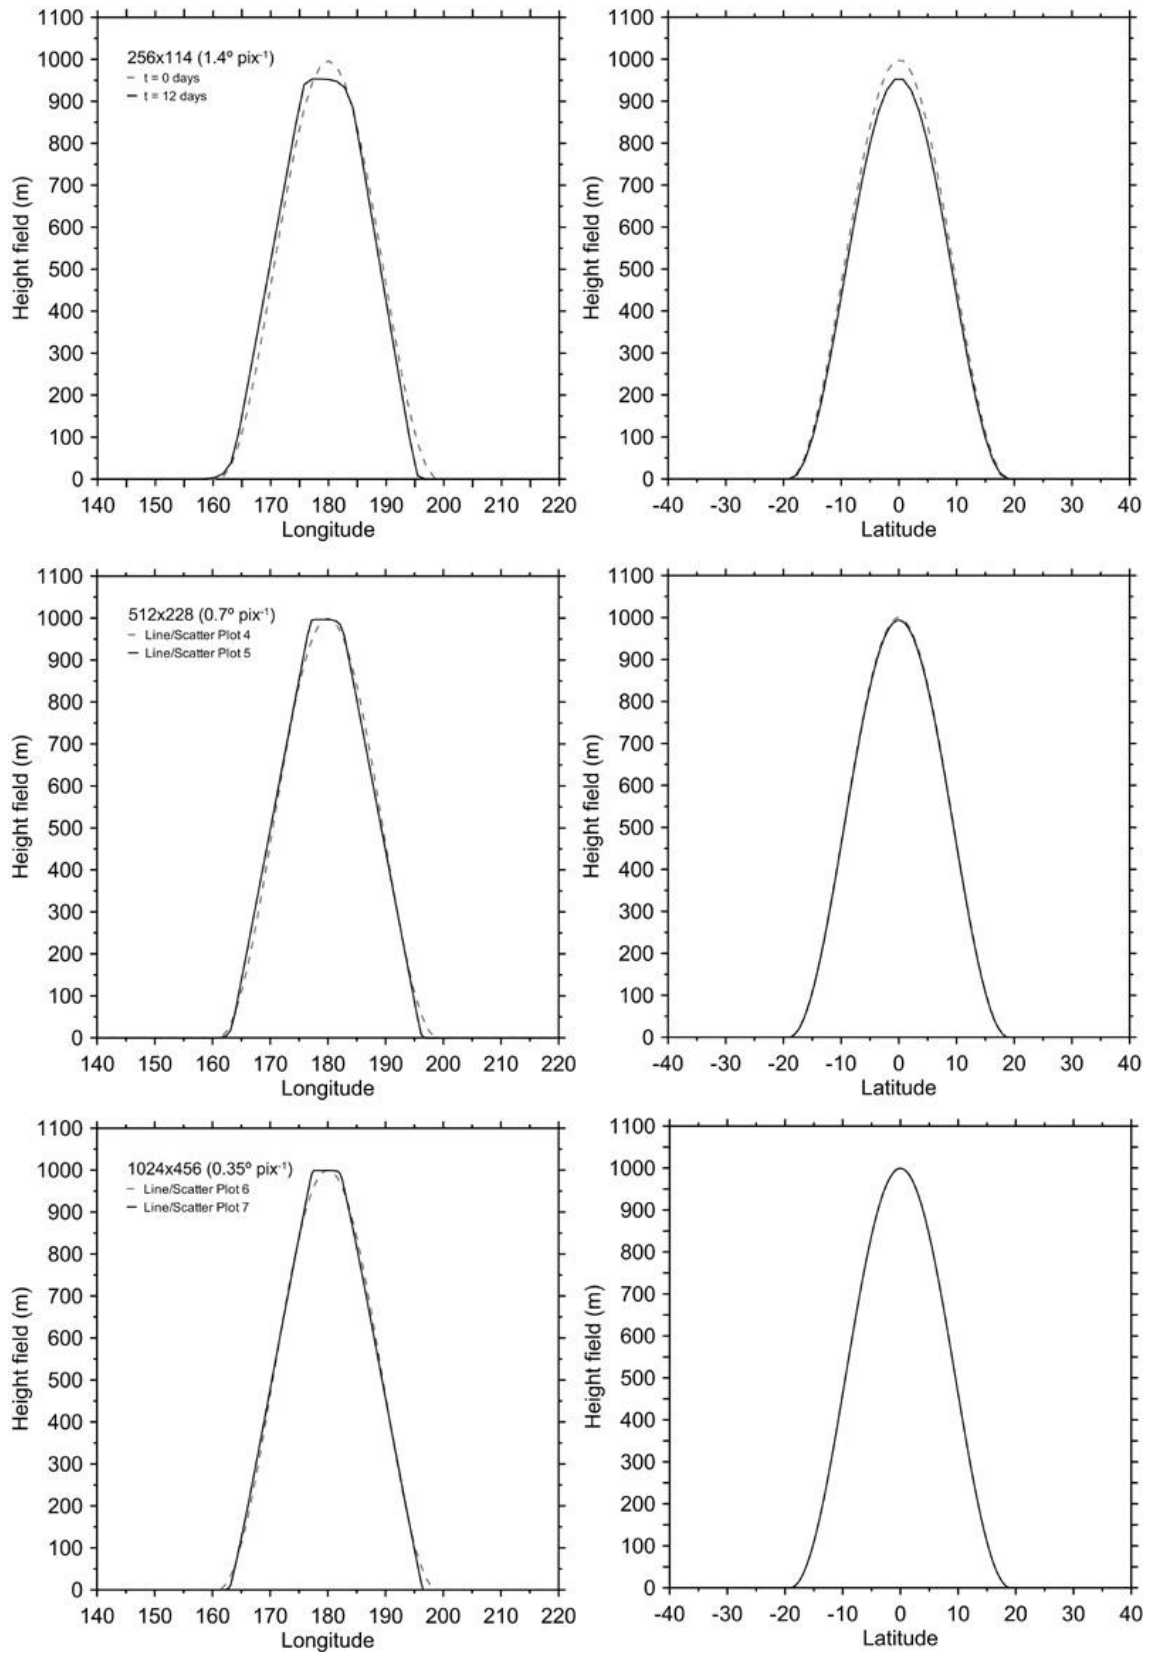 1100
1000
900
800
700
600
500
400
300
200
100
0
Height field (m)
256x114 (1.4º pix-1)
t = 0 days
t = 12 days
140 150 160 170 180 190 200 210 220
Longitude
1100
1000
900
800
700
600
500
400
300
200
100
0
Height field (m)
-40 -30 -20 -10 0 10 20 30 40
Latitude
1100
1000
900
800
700
600
500
400
300
200
100
0
Height field (m)
512x228 (0.7º pix-1)
Line/Scatter Plot 4
Line/Scatter Plot 5
140 150 160 170 180 190 200 210 220
Longitude
1100
1000
900
800
700
600
500
400
300
200
100
0
Height field (m)
-40 -30 -20 -10 0 10 20 30 40
Latitude
1100
1000
900
800
700
600
500
400
300
200
100
0
Height field (m)
1024x456 (0.35º pix-1)
Line/Scatter Plot 6
Line/Scatter Plot 7
140 150 160 170 180 190 200 210 220
Longitude
1100
1000
900
800
700
600
500
400
300
200
100
0
Height field (m)
-40 -30 -20 -10 0 10 20 30 40
Latitude